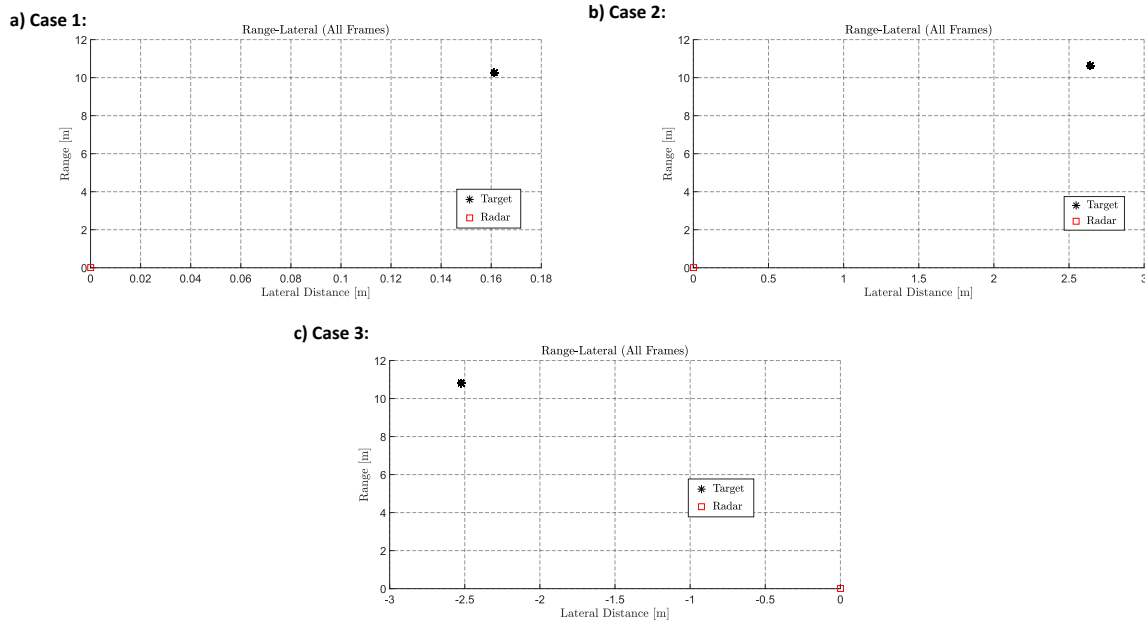 a) Case 1:
Range-Lateral (All Frames)
12
10
8
6
4
2
0
Range [m]
Target
Radar
0 0.02 0.04 0.06 0.08 0.1 0.12 0.14 0.16 0.18
Lateral Distance [m]
b) Case 2:
Range-Lateral (All Frames)
12
10
8
6
4
2
0
Range [m]
Target
Radar
0 0.5 1 1.5 2 2.5 3
Lateral Distance [m]
c) Case 3:
Range-Lateral (All Frames)
12
10
8
6
4
2
0
Range [m]
Target
Radar
-3 -2.5 -2 -1.5 -1 -0.5 0
Lateral Distance [m]